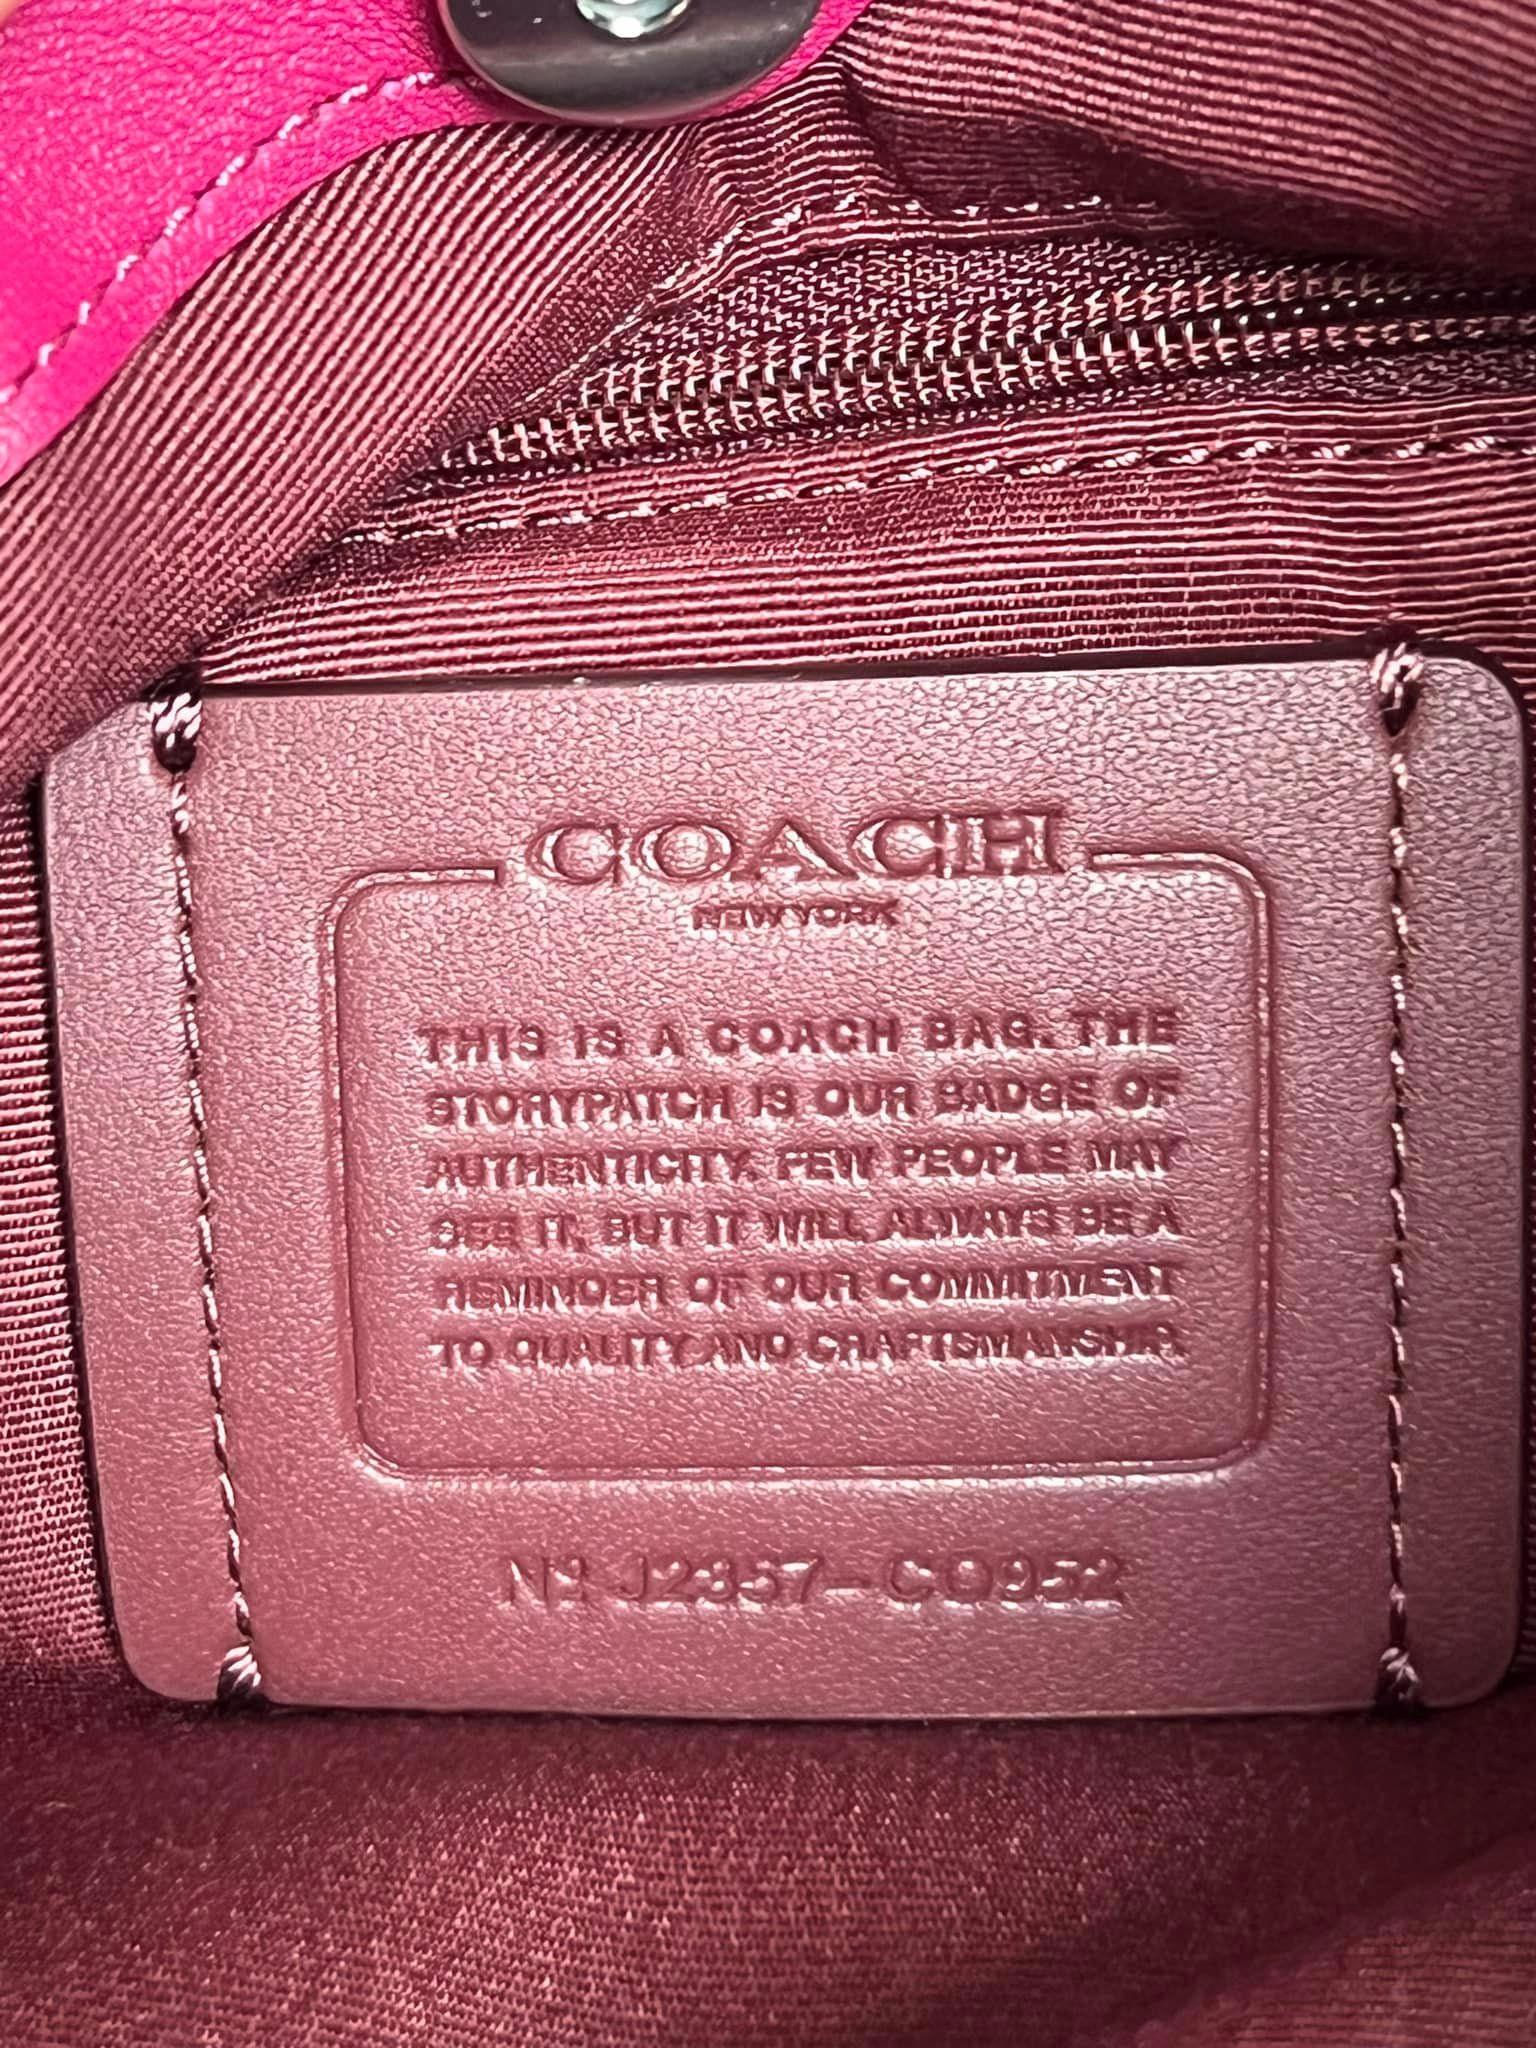 COACH
NEW YORK
THIS IS A COACH BAG. THE
STORYPATCH IS OUR BADGE OF
AUTHENTICITY. FEW PEOPLE MAY
SEE IT, BUT IT WILL ALWAYS BE A
REMINDER OF OUR COMMITMENT
TO QUALITY AND CRAFTSMANSHIP.
Nº J2357-CO952